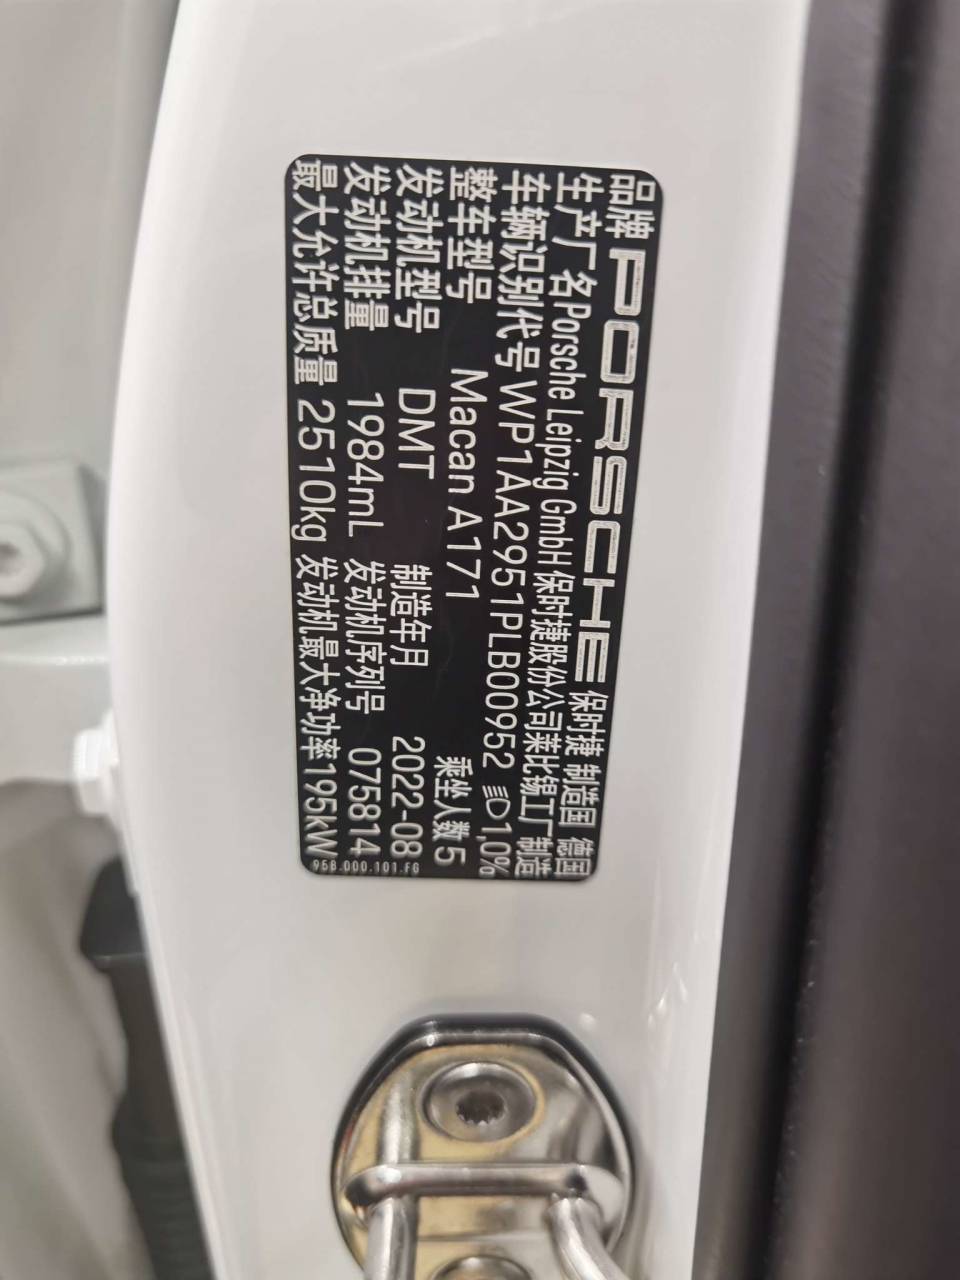 品牌 PORSCHE 保时捷 制造国 德国
生产厂名Porsche Leipzig GmbH 保时捷股份公司莱比锡工厂制造
车辆识别代号 WP1AA2951PLB00952 1,0%
整车型号 Macan A171 乘坐人数 5
发动机型号 DMT 制造年月 2022-08
发动机排量 1984mL 发动机序列号 075814
最大允许总质量 2510kg 发动机最大净功率195kW
958.000.101.FG